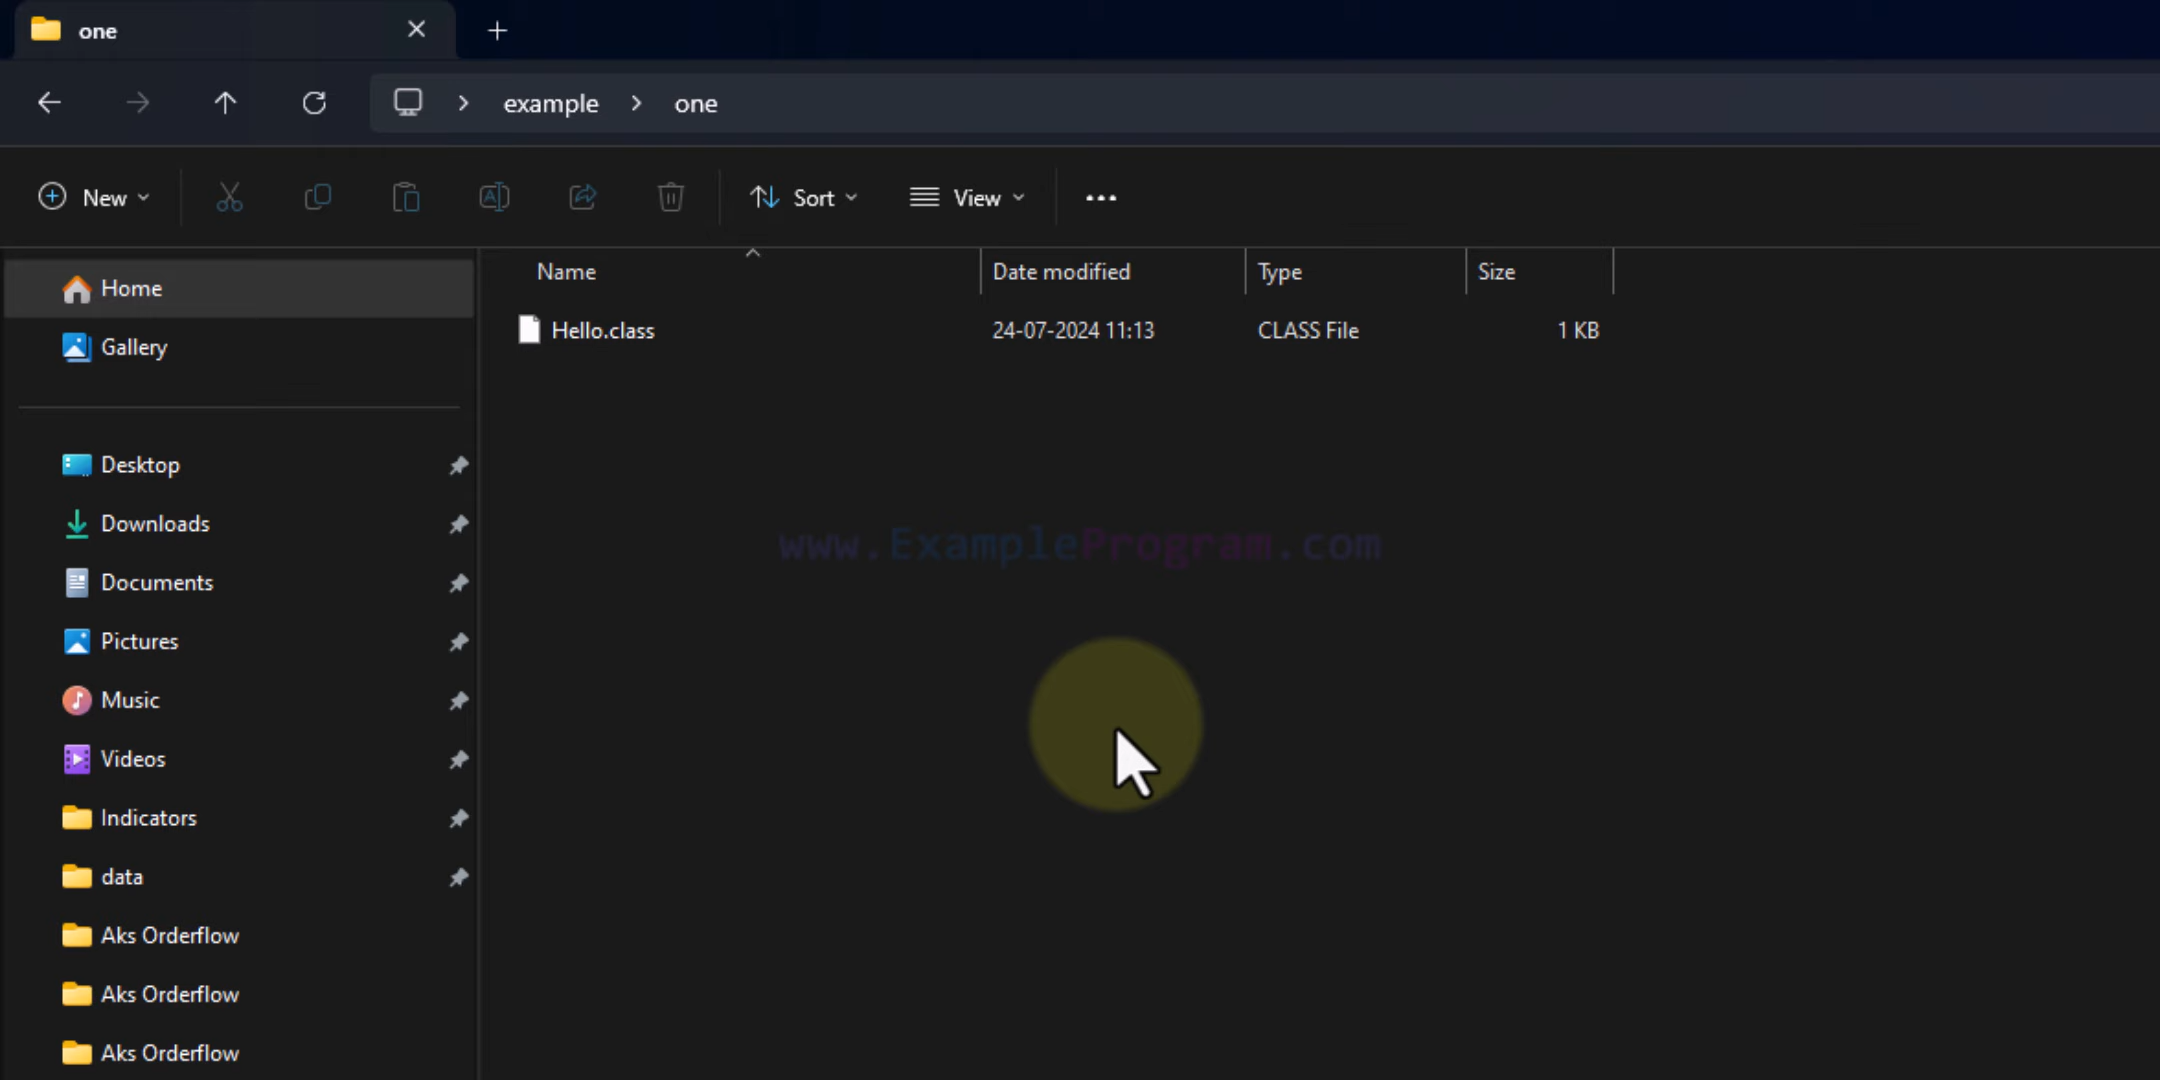 one
example > one
New
Sort
View
Name Date modified Type Size
Hello.class 24-07-2024 11:13 CLASS File 1 KB
Home
Gallery
Desktop
Downloads
Documents
Pictures
Music
Videos
Indicators
data
Aks Orderflow
Aks Orderflow
Aks Orderflow
www.ExampleProgram.com